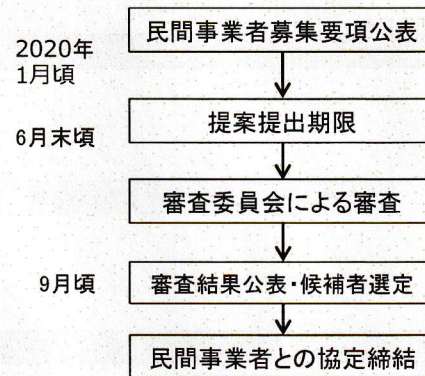 民間事業者募集要項公表
2020年
1月頃
提案提出期限
6月末頃
審査委員会による審査
9月頃
審査結果公表・候補者選定
民間事業者との協定締結